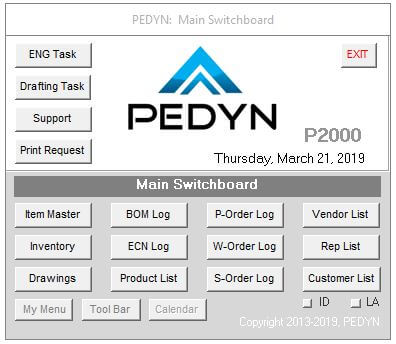 PEDYN:  Main Switchboard
ENG Task
EXIT
Drafting Task
Support
PEDYN
Print Request
P2000
Thursday, March 21, 2019
Main Switchboard
Item Master BOM Log P-Order Log Vendor List
Inventory ECN Log W-Order Log Rep List
Drawings Product List S-Order Log Customer List
My Menu Tool Bar Calendar ID LA
Copyright 2013-2019, PEDYN